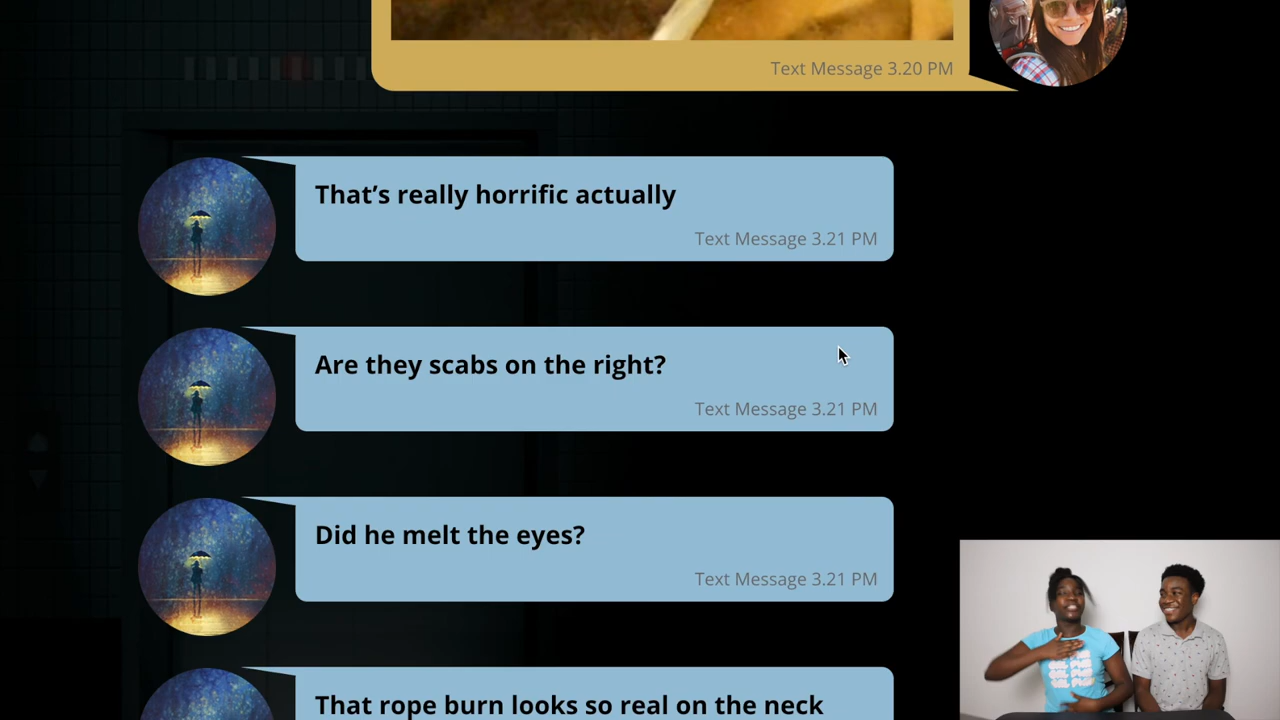 Text Message 3.20 PM
That’s really horrific actually
Text Message 3.21 PM
Are they scabs on the right?
Text Message 3.21 PM
Did he melt the eyes?
Text Message 3.21 PM
That rope burn looks so real on the neck